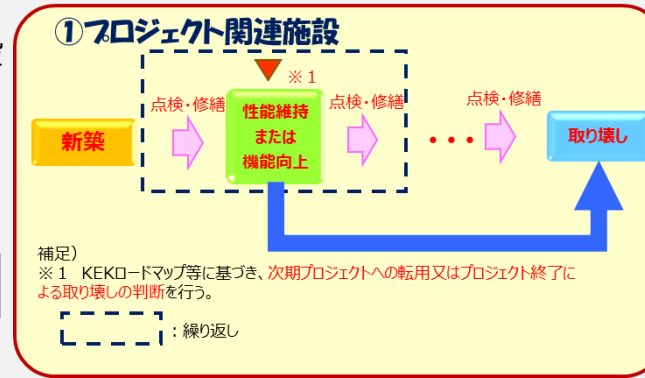 ①プロジェクト関連施設
※1
点検・修繕
点検・修繕
点検・修繕
新築
性能維持
または
機能向上
・・・
取り壊し
補足）
※１　KEKロードマップ等に基づき、次期プロジェクトへの転用又はプロジェクト終了に
よる取り壊しの判断を行う。
：繰り返し